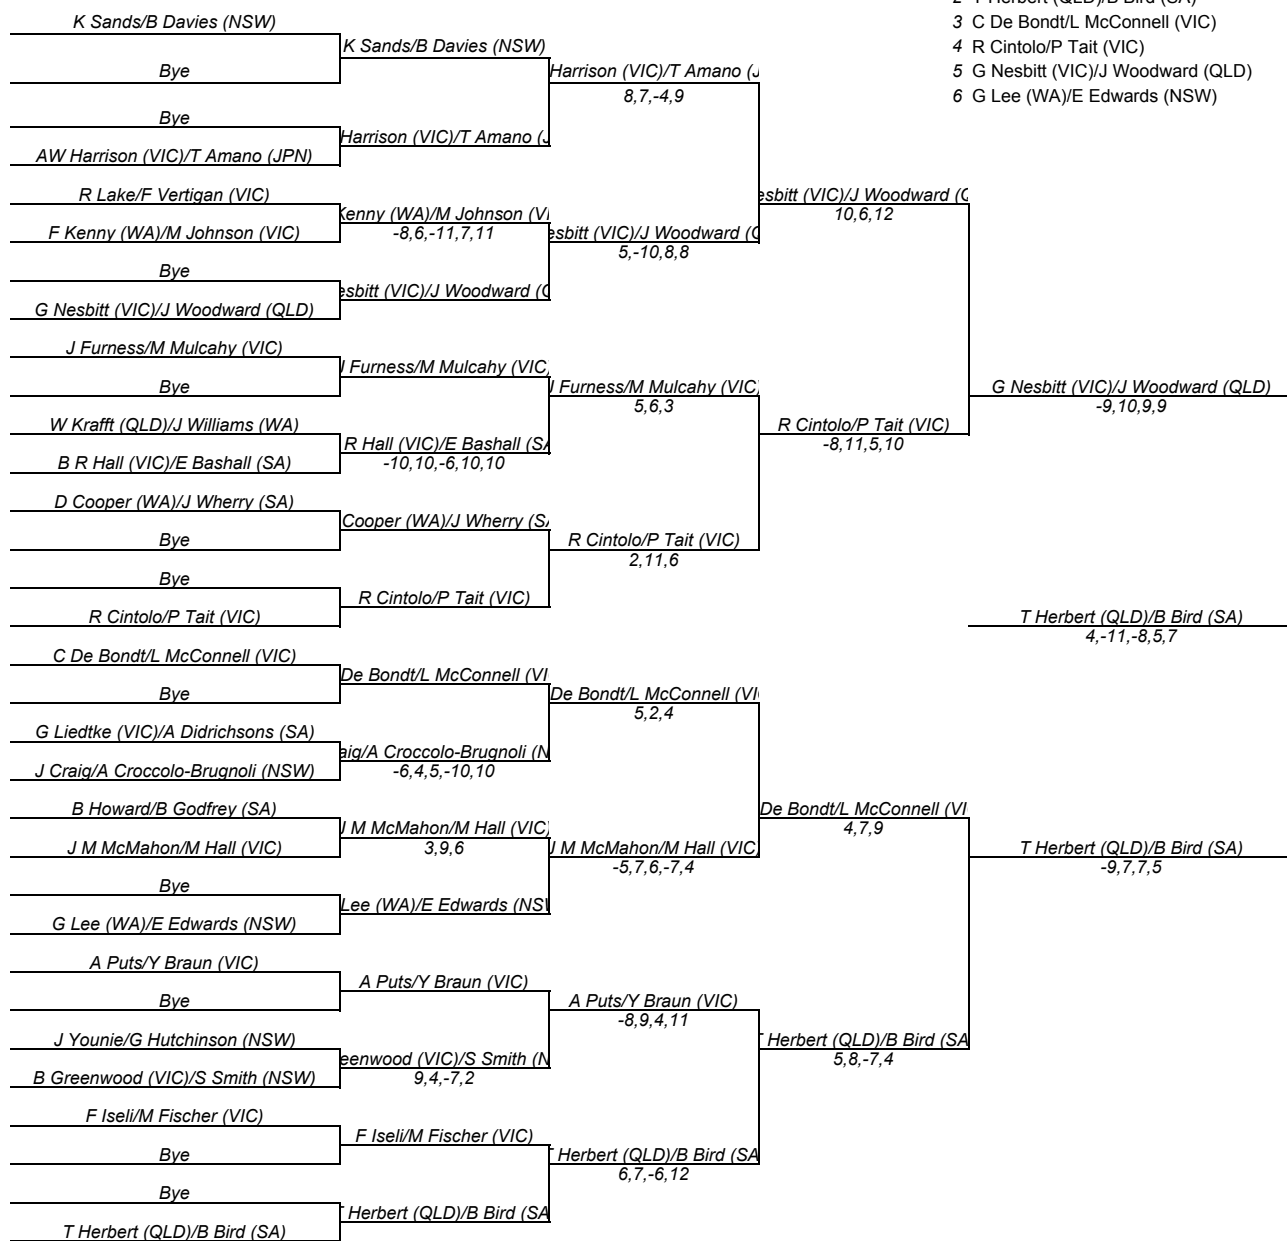 2 T Herbert (QLD)/B Bird (SA)
3 C De Bondt/L McConnell (VIC)
4 R Cintolo/P Tait (VIC)
5 G Nesbitt (VIC)/J Woodward (QLD)
6 G Lee (WA)/E Edwards (NSW)
K Sands/B Davies (NSW)
Bye
Bye
AW Harrison (VIC)/T Amano (JPN)
R Lake/F Vertigan (VIC)
F Kenny (WA)/M Johnson (VIC)
Bye
G Nesbitt (VIC)/J Woodward (QLD)
J Furness/M Mulcahy (VIC)
Bye
W Krafft (QLD)/J Williams (WA)
B R Hall (VIC)/E Bashall (SA)
D Cooper (WA)/J Wherry (SA)
Bye
Bye
R Cintolo/P Tait (VIC)
C De Bondt/L McConnell (VIC)
Bye
G Liedtke (VIC)/A Didrichsons (SA)
J Craig/A Croccolo-Brugnoli (NSW)
B Howard/B Godfrey (SA)
J M McMahon/M Hall (VIC)
Bye
G Lee (WA)/E Edwards (NSW)
A Puts/Y Braun (VIC)
Bye
J Younie/G Hutchinson (NSW)
B Greenwood (VIC)/S Smith (NSW)
F Iseli/M Fischer (VIC)
Bye
Bye
T Herbert (QLD)/B Bird (SA)
K Sands/B Davies (NSW)
Harrison (VIC)/T Amano (J
Kenny (WA)/M Johnson (VI
-8,6,-11,7,11
esbitt (VIC)/J Woodward (Q
J Furness/M Mulcahy (VIC)
R Hall (VIC)/E Bashall (SA
-10,10,-6,10,10
Cooper (WA)/J Wherry (SA
R Cintolo/P Tait (VIC)
De Bondt/L McConnell (VI
aig/A Croccolo-Brugnoli (N
-6,4,5,-10,10
J M McMahon/M Hall (VIC)
3,9,6
Lee (WA)/E Edwards (NSW
A Puts/Y Braun (VIC)
eenwood (VIC)/S Smith (N
9,4,-7,2
F Iseli/M Fischer (VIC)
T Herbert (QLD)/B Bird (SA
Harrison (VIC)/T Amano (J
8,7,-4,9
esbitt (VIC)/J Woodward (Q
5,-10,8,8
J Furness/M Mulcahy (VIC)
5,6,3
R Cintolo/P Tait (VIC)
2,11,6
De Bondt/L McConnell (VI
5,2,4
J M McMahon/M Hall (VIC)
-5,7,6,-7,4
A Puts/Y Braun (VIC)
-8,9,4,11
T Herbert (QLD)/B Bird (SA
6,7,-6,12
esbitt (VIC)/J Woodward (Q
10,6,12
R Cintolo/P Tait (VIC)
-8,11,5,10
De Bondt/L McConnell (VI
4,7,9
T Herbert (QLD)/B Bird (SA
5,8,-7,4
G Nesbitt (VIC)/J Woodward (QLD)
-9,10,9,9
T Herbert (QLD)/B Bird (SA)
4,-11,-8,5,7
T Herbert (QLD)/B Bird (SA)
-9,7,7,5